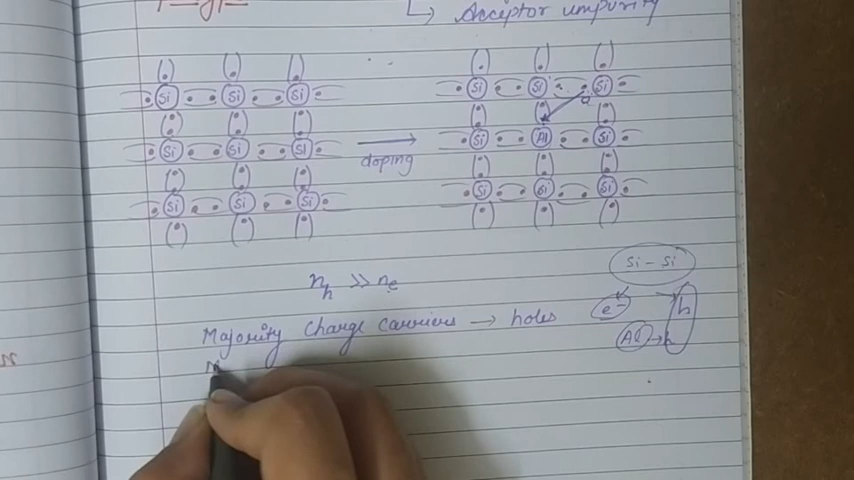 Acceptor impurity
Si Si Si
Si Si Si
Si Si Si
doping
Si Si Si
Si Al Si
Si Si Si
n_h >> n_e
Si - Si
e⁻ h
Al → h
Majority charge carriers → holes
M